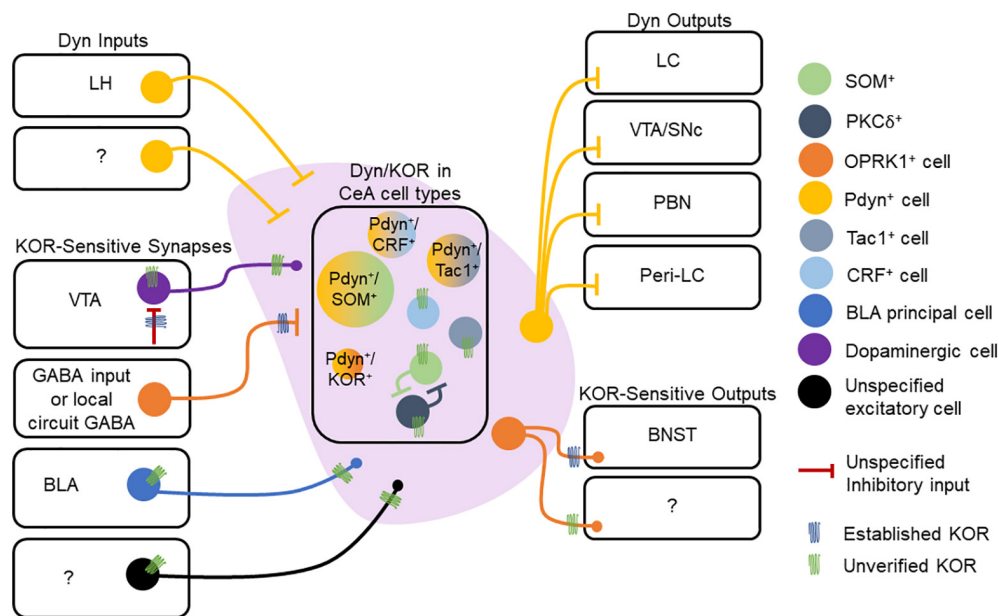 Dyn Inputs
LH
?
KOR-Sensitive Synapses
VTA
GABA input
or local
circuit GABA
BLA
?
Dyn/KOR in
CeA cell types
Pdyn⁺/
CRF⁺
Pdyn⁺/
Tac1⁺
Pdyn⁺/
SOM⁺
Pdyn⁺/
KOR⁺
Dyn Outputs
LC
VTA/SNc
PBN
Peri-LC
KOR-Sensitive Outputs
BNST
?
SOM⁺
PKCδ⁺
OPRK1⁺ cell
Pdyn⁺ cell
Tac1⁺ cell
CRF⁺ cell
BLA principal cell
Dopaminergic cell
Unspecified
excitatory cell
Unspecified
Inhibitory input
Established KOR
Unverified KOR